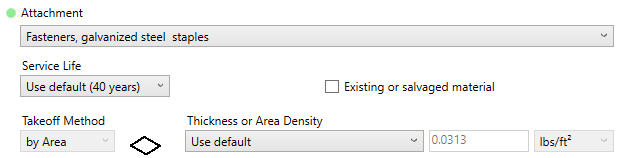 Attachment
Fasteners, galvanized steel staples
Service Life
Use default (40 years)
Existing or salvaged material
Takeoff Method
Thickness or Area Density
by Area
Use default
0.0313
lbs/ft²